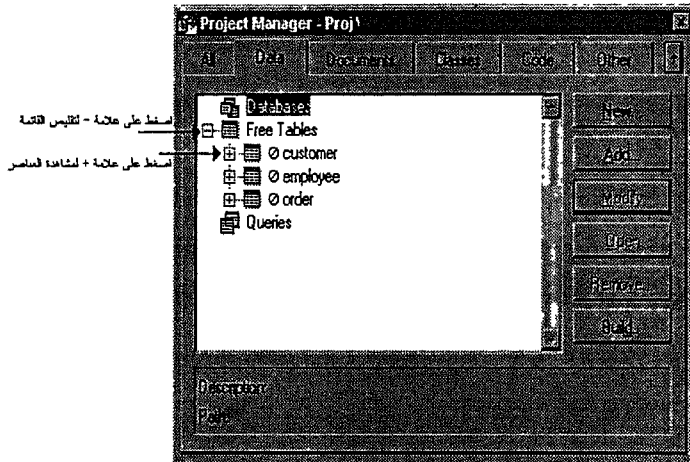 Project Manager - Proj1
All Data Documents Classes Code Other
Databases
Free Tables
customer
employee
order
Queries
New...
Add...
Modify
Open
Remove...
Build...
Description:
Path:
اضغط على علامة - لتقليص القائمة
اضغط على علامة + لمشاهدة العناصر